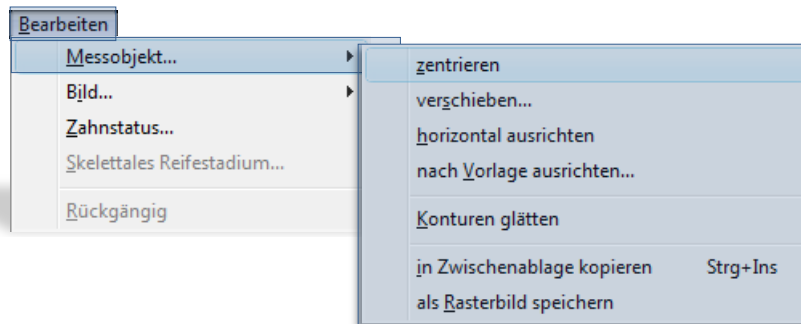 Bearbeiten
Messobjekt...
Bild...
Zahnstatus...
Skelettales Reifestadium...
Rückgängig
zentrieren
verschieben...
horizontal ausrichten
nach Vorlage ausrichten...
Konturen glätten
in Zwischenablage kopieren Strg+Ins
als Rasterbild speichern